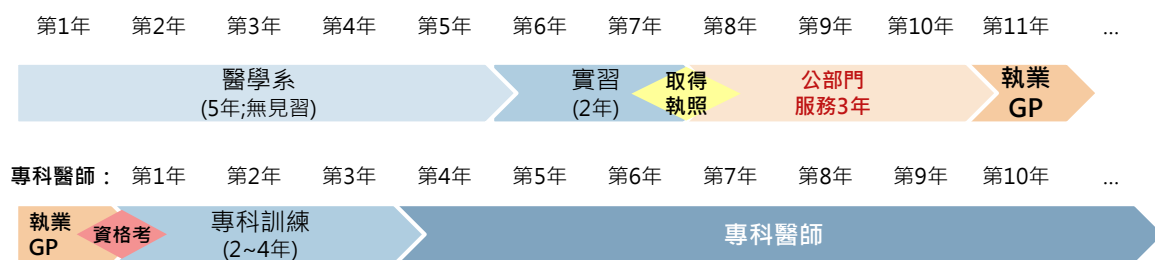 第1年 第2年 第3年 第4年 第5年 第6年 第7年 第8年 第9年 第10年 第11年 ...
醫學系
(5年;無見習)
實習
(2年)
取得
執照
公部門
服務3年
執業
GP
專科醫師： 第1年 第2年 第3年 第4年 第5年 第6年 第7年 第8年 第9年 第10年 ...
執業
GP
資格考
專科訓練
(2~4年)
專科醫師